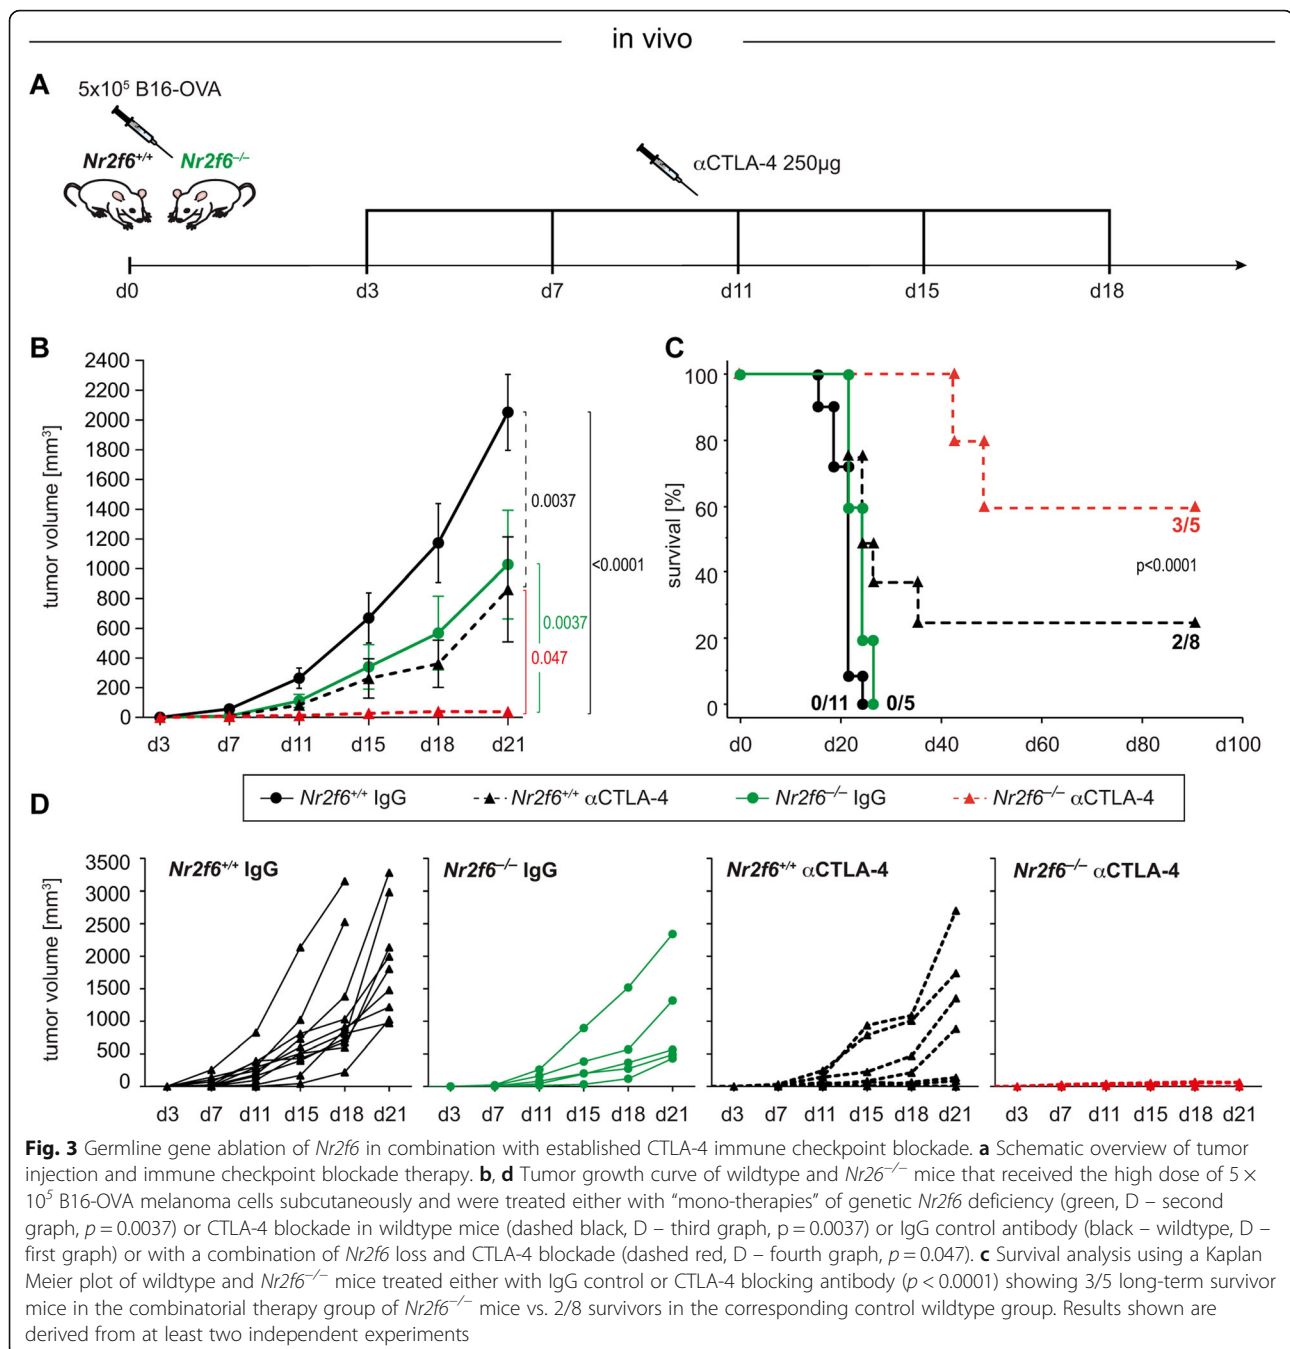 in vivo
A
5x10⁵ B16-OVA
Nr2f6⁺/⁺ Nr2f6⁻/⁻
αCTLA-4 250µg
d0 d3 d7 d11 d15 d18
B
tumor volume [mm³]
2400
2200
2000
1800
1600
1400
1200
1000
800
600
400
200
0
d3 d7 d11 d15 d18 d21
0.0037
<0.0001
0.0037
0.047
C
survival [%]
100
80
60
40
20
0
3/5
p<0.0001
2/8
0/11 0/5
d0 d20 d40 d60 d80 d100
Nr2f6⁺/⁺ IgG Nr2f6⁺/⁺ αCTLA-4 Nr2f6⁻/⁻ IgG Nr2f6⁻/⁻ αCTLA-4
D
tumor volume [mm³]
3500
3000
2500
2000
1500
1000
500
0
Nr2f6⁺/⁺ IgG Nr2f6⁻/⁻ IgG Nr2f6⁺/⁺ αCTLA-4 Nr2f6⁻/⁻ αCTLA-4
d3 d7 d11 d15 d18 d21 d3 d7 d11 d15 d18 d21 d3 d7 d11 d15 d18 d21 d3 d7 d11 d15 d18 d21
Fig. 3 Germline gene ablation of Nr2f6 in combination with established CTLA-4 immune checkpoint blockade. a Schematic overview of tumor
injection and immune checkpoint blockade therapy. b, d Tumor growth curve of wildtype and Nr26⁻/⁻ mice that received the high dose of 5 ×
10⁵ B16-OVA melanoma cells subcutaneously and were treated either with “mono-therapies” of genetic Nr2f6 deficiency (green, D – second
graph, p = 0.0037) or CTLA-4 blockade in wildtype mice (dashed black, D – third graph, p = 0.0037) or IgG control antibody (black – wildtype, D –
first graph) or with a combination of Nr2f6 loss and CTLA-4 blockade (dashed red, D – fourth graph, p = 0.047). c Survival analysis using a Kaplan
Meier plot of wildtype and Nr2f6⁻/⁻ mice treated either with IgG control or CTLA-4 blocking antibody (p < 0.0001) showing 3/5 long-term survivor
mice in the combinatorial therapy group of Nr2f6⁻/⁻ mice vs. 2/8 survivors in the corresponding control wildtype group. Results shown are
derived from at least two independent experiments